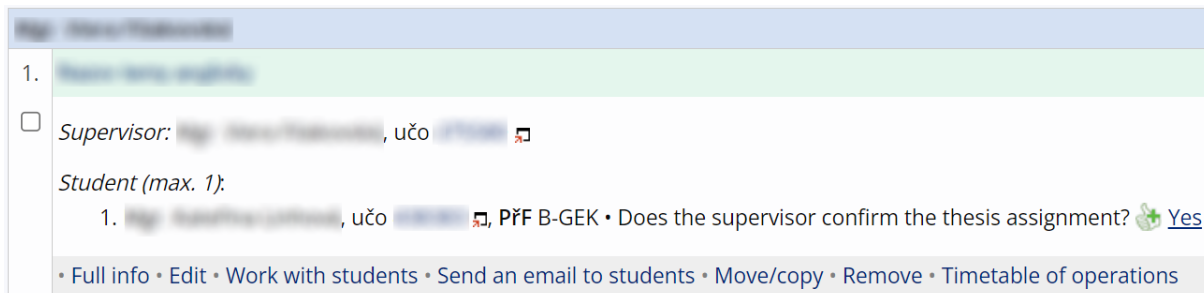 1.
Supervisor: , učo
Student (max. 1):
1. , učo , PřF B-GEK • Does the supervisor confirm the thesis assignment? Yes
• Full info • Edit • Work with students • Send an email to students • Move/copy • Remove • Timetable of operations